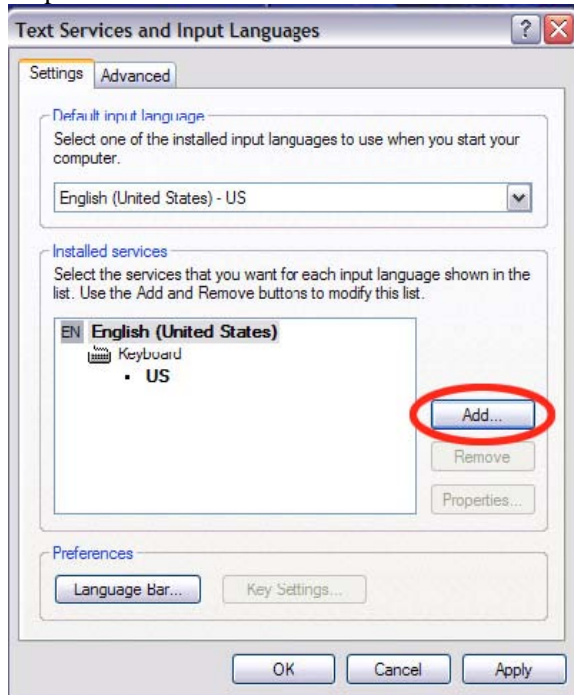 Text Services and Input Languages
Settings Advanced
Default input language
Select one of the installed input languages to use when you start your
computer.
English (United States) - US
Installed services
Select the services that you want for each input language shown in the
list. Use the Add and Remove buttons to modify this list.
EN English (United States)
Keyboard
• US
Add...
Remove
Properties...
Preferences
Language Bar... Key Settings...
OK Cancel Apply